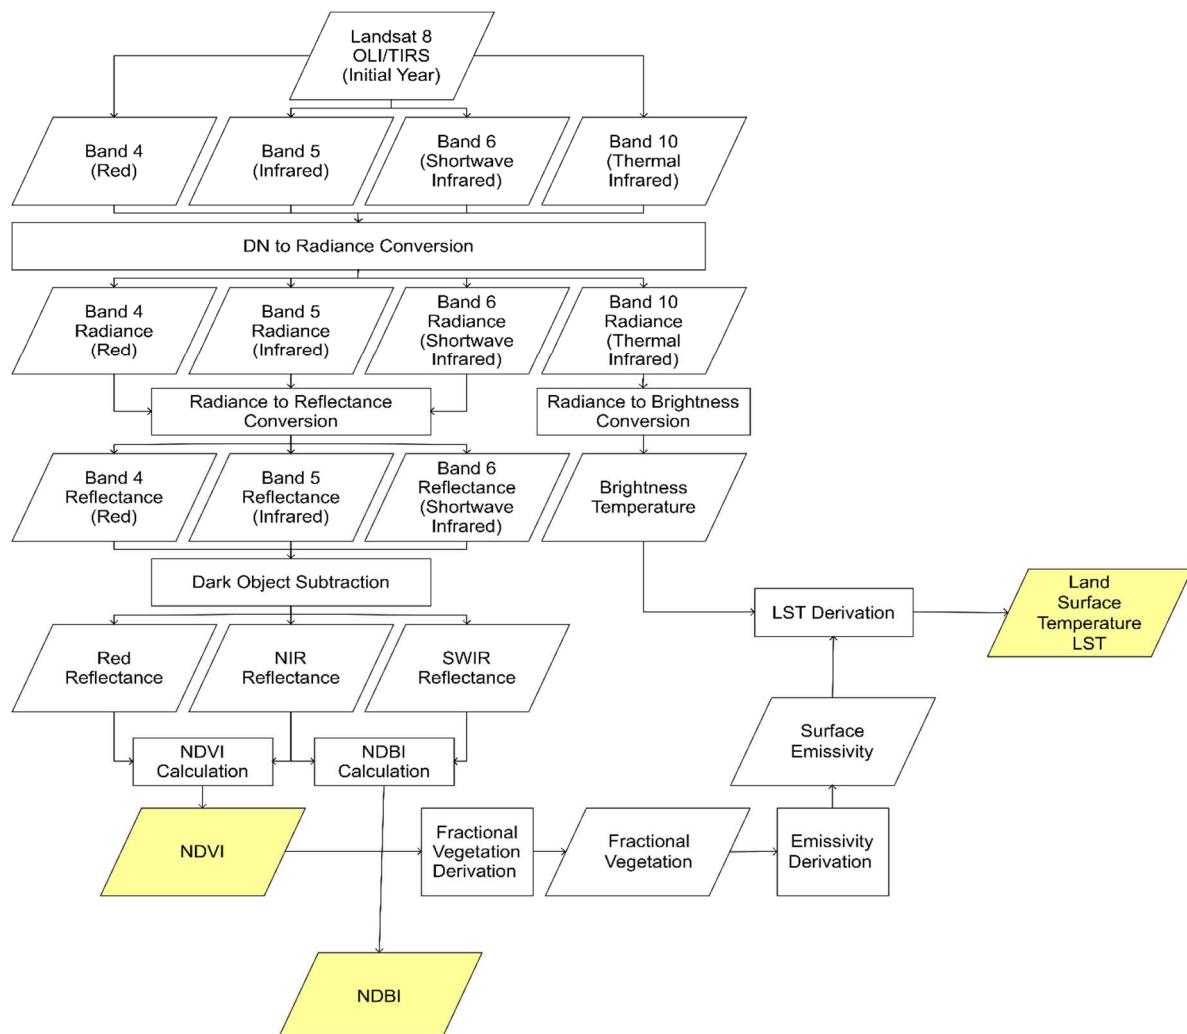 Landsat 8
OLI/TIRS
(Initial Year)
Band 4
(Red)
Band 5
(Infrared)
Band 6
(Shortwave
Infrared)
Band 10
(Thermal
Infrared)
DN to Radiance Conversion
Band 4
Radiance
(Red)
Band 5
Radiance
(Infrared)
Band 6
Radiance
(Shortwave
Infrared)
Band 10
Radiance
(Thermal
Infrared)
Radiance to Reflectance
Conversion
Radiance to Brightness
Conversion
Band 4
Reflectance
(Red)
Band 5
Reflectance
(Infrared)
Band 6
Reflectance
(Shortwave
Infrared)
Brightness
Temperature
Dark Object Subtraction
LST Derivation
Land
Surface
Temperature
LST
Red
Reflectance
NIR
Reflectance
SWIR
Reflectance
Surface
Emissivity
NDVI
Calculation
NDBI
Calculation
NDVI
Fractional
Vegetation
Derivation
Fractional
Vegetation
Emissivity
Derivation
NDBI